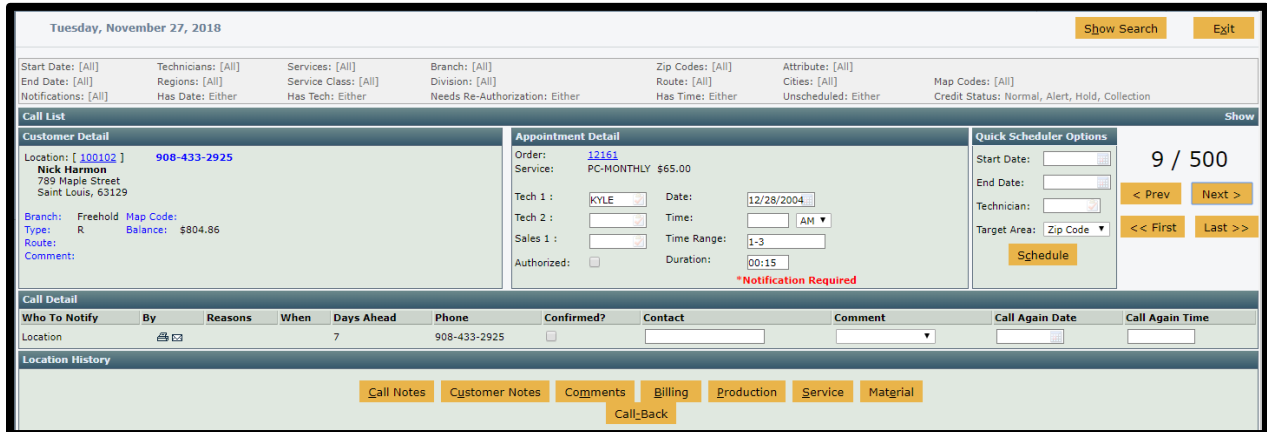 Tuesday, November 27, 2018 Show Search Exit
Start Date: [All] Technicians: [All] Services: [All] Branch: [All] Zip Codes: [All] Attribute: [All]
End Date: [All] Regions: [All] Service Class: [All] Division: [All] Route: [All] Cities: [All] Map Codes: [All]
Notifications: [All] Has Date: Either Has Tech: Either Needs Re-Authorization: Either Has Time: Either Unscheduled: Either Credit Status: Normal, Alert, Hold, Collection
Call List Show
Customer Detail
Location: [ 100102 ] 908-433-2925
Nick Harmon
789 Maple Street
Saint Louis, 63129
Branch: Freehold Map Code:
Type: R Balance: $804.86
Route:
Comment:
Appointment Detail
Order: 12161
Service: PC-MONTHLY $65.00
Tech 1 : KYLE Date: 12/28/2004
Tech 2 : Time: AM
Sales 1 : Time Range: 1-3
Authorized: Duration: 00:15
*Notification Required
Quick Scheduler Options
Start Date:
End Date:
Technician:
Target Area: Zip Code
Schedule
9 / 500
< Prev Next >
<< First Last >>
Call Detail
Who To Notify By Reasons When Days Ahead Phone Confirmed? Contact Comment Call Again Date Call Again Time
Location 7 908-433-2925
Location History
Call Notes Customer Notes Comments Billing Production Service Material
Call-Back